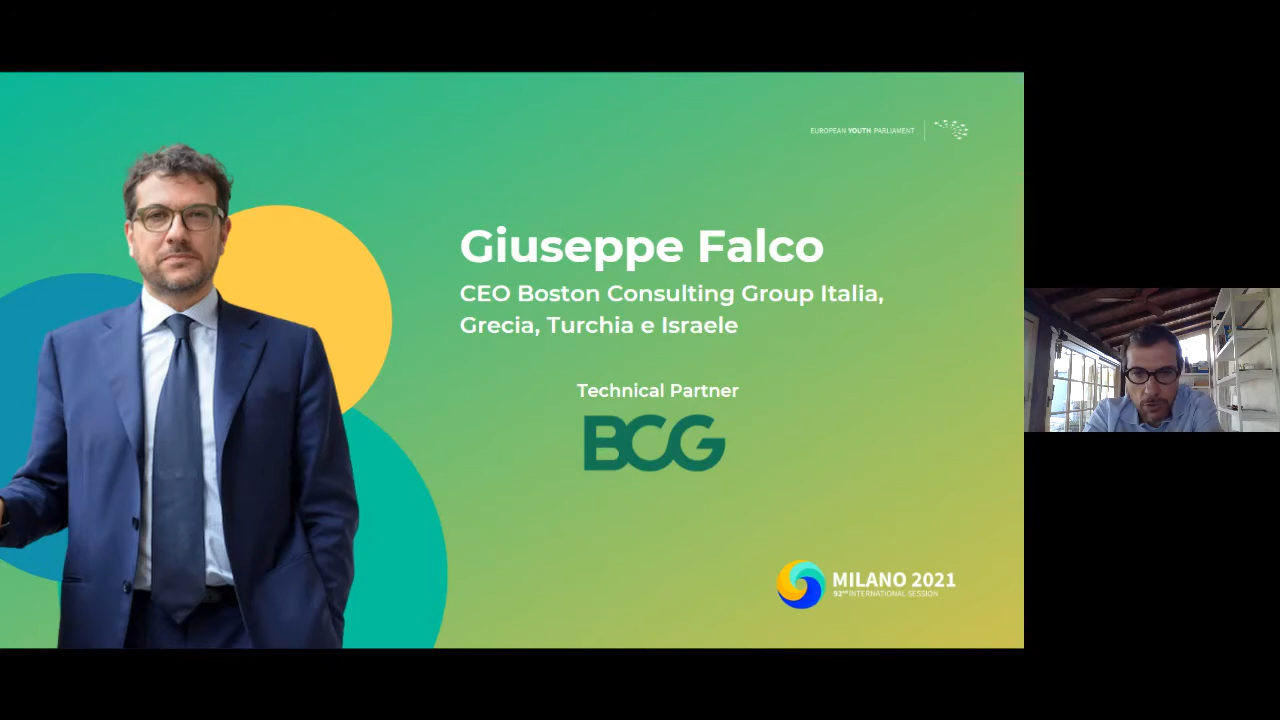 EUROPEAN YOUTH PARLIAMENT
Giuseppe Falco
CEO Boston Consulting Group Italia,
Grecia, Turchia e Israele
Technical Partner
BCG
MILANO 2021
92nd INTERNATIONAL SESSION